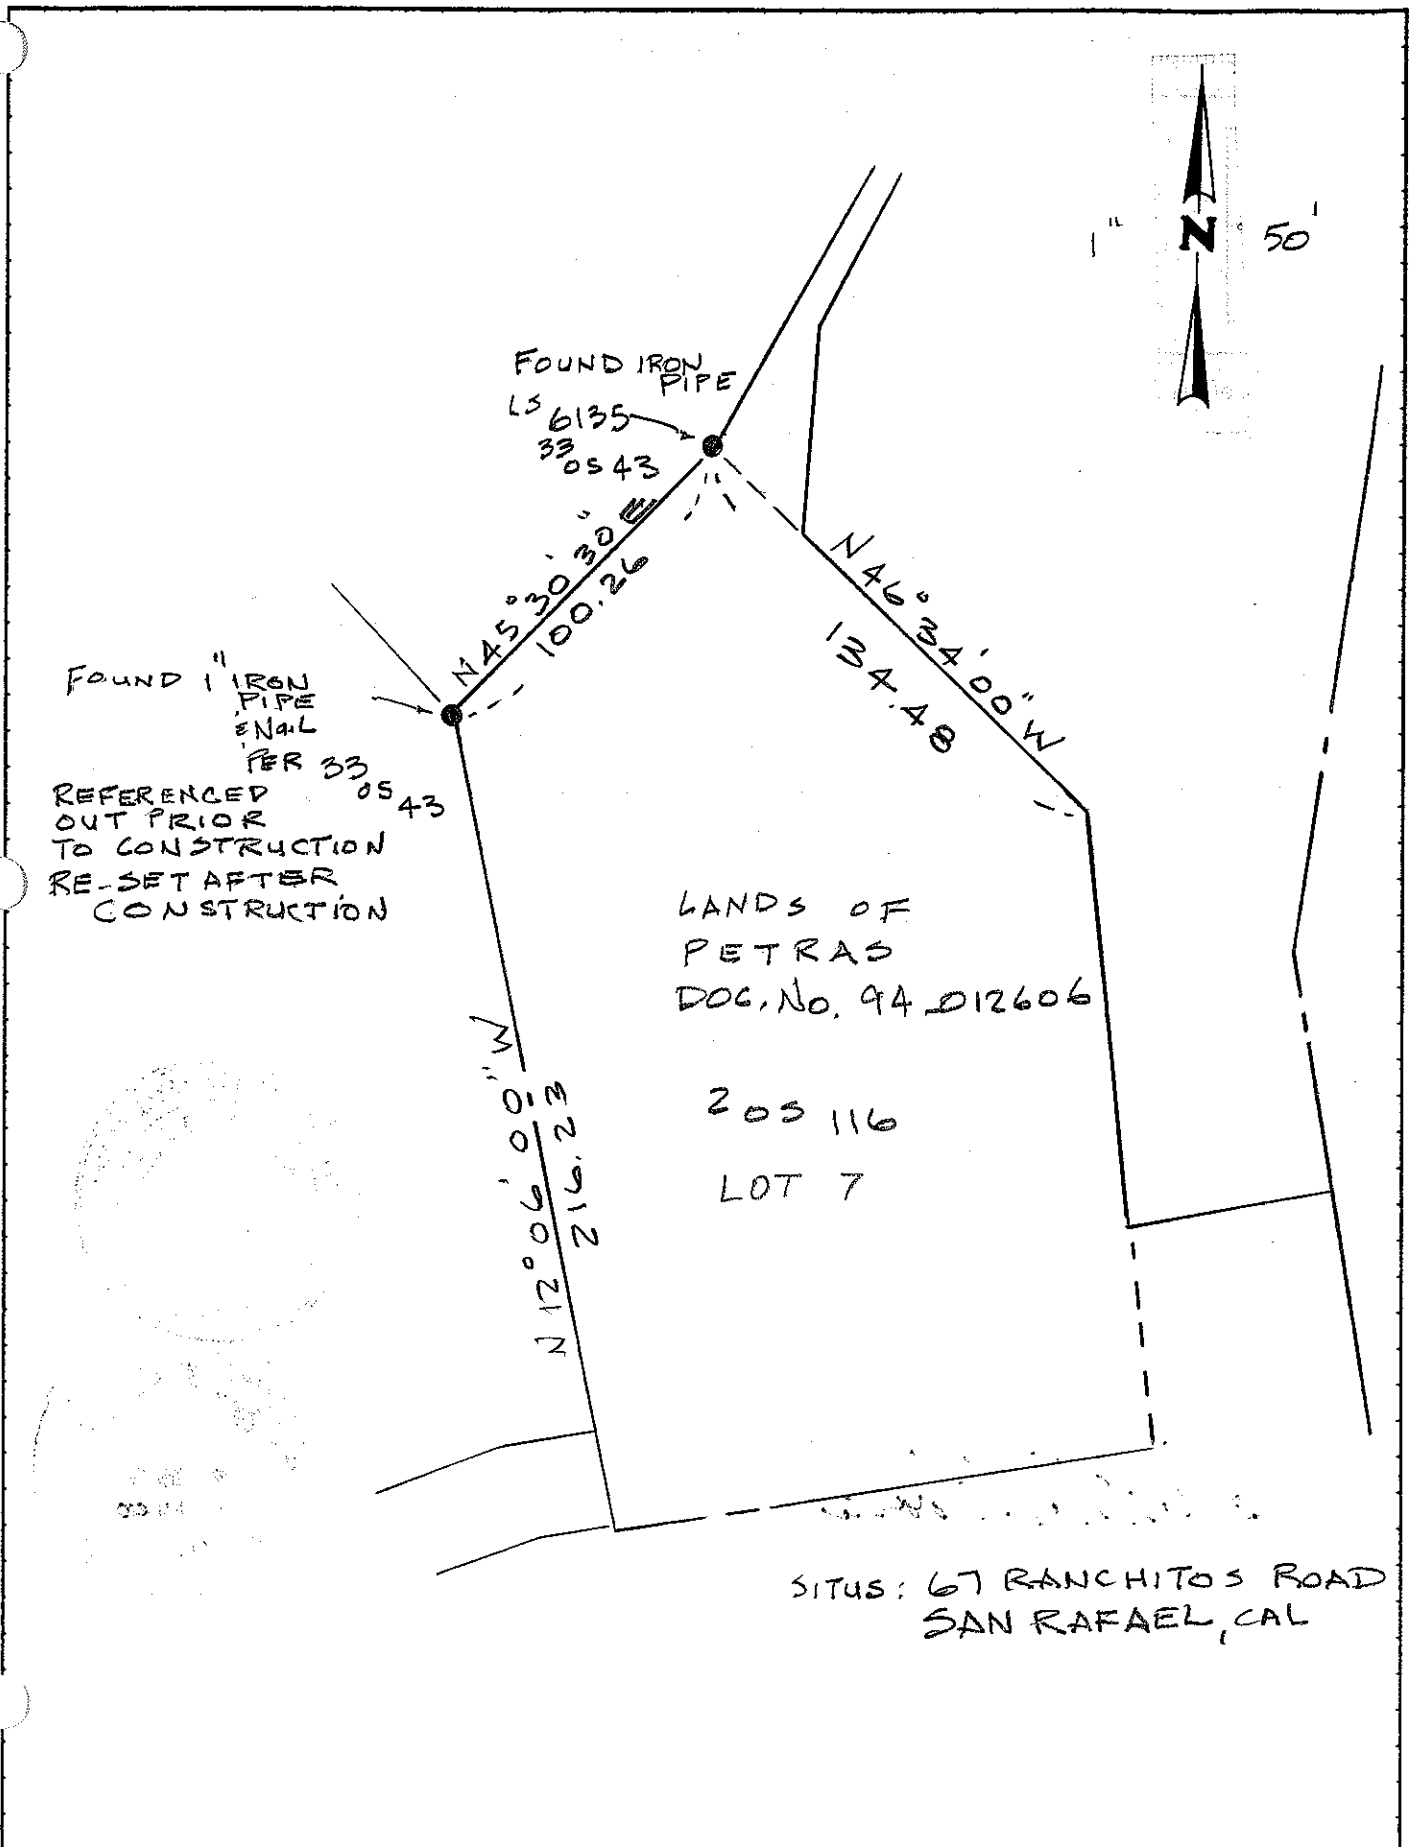 1" N 50'
FOUND IRON
PIPE
LS 6135
33 OS 43
N45°30'30"E
100.26
N46°34'00"W
134.48
FOUND 1" IRON
PIPE
& NaiL
PER 33 OS 43
REFERENCED
OUT PRIOR
TO CONSTRUCTION
RE-SET AFTER
CONSTRUCTION
LANDS OF
PETRAS
DOC. No. 94_012606
2 OS 116
LOT 7
N 12°06'00" W
216.23
SITUS: 67 RANCHITOS ROAD
SAN RAFAEL, CAL